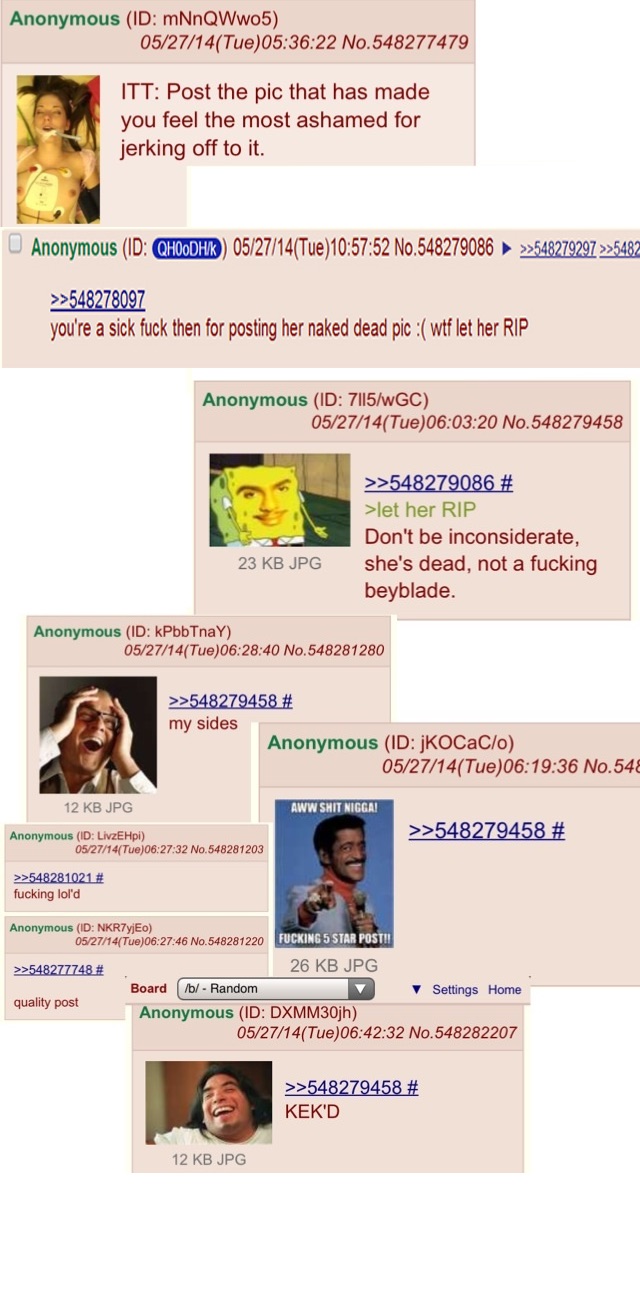 Anonymous (ID: mNnQWwo5)
05/27/14(Tue)05:36:22 No.548277479
ITT: Post the pic that has made
you feel the most ashamed for
jerking off to it.
Anonymous (ID: QH0oDH/k) 05/27/14(Tue)10:57:52 No.548279086 ▶ >>548279297 >>5482
>>548278097
you're a sick fuck then for posting her naked dead pic :( wtf let her RIP
Anonymous (ID: 7lI5/wGC)
05/27/14(Tue)06:03:20 No.548279458
>>548279086 #
>let her RIP
Don't be inconsiderate,
she's dead, not a fucking
beyblade.
23 KB JPG
Anonymous (ID: kPbbTnaY)
05/27/14(Tue)06:28:40 No.548281280
>>548279458 #
my sides
12 KB JPG
Anonymous (ID: jKOCaC/o)
05/27/14(Tue)06:19:36 No.548
AWW SHIT NIGGA!
>>548279458 #
FUCKING 5 STAR POST!!
26 KB JPG
Anonymous (ID: LivzEHpi)
05/27/14(Tue)06:27:32 No.548281203
>>548281021 #
fucking lol'd
Anonymous (ID: NKR7yjEo)
05/27/14(Tue)06:27:46 No.548281220
>>548277748 #
quality post
Board /b/ - Random ▼ ▼ Settings Home
Anonymous (ID: DXMM30jh)
05/27/14(Tue)06:42:32 No.548282207
>>548279458 #
KEK'D
12 KB JPG